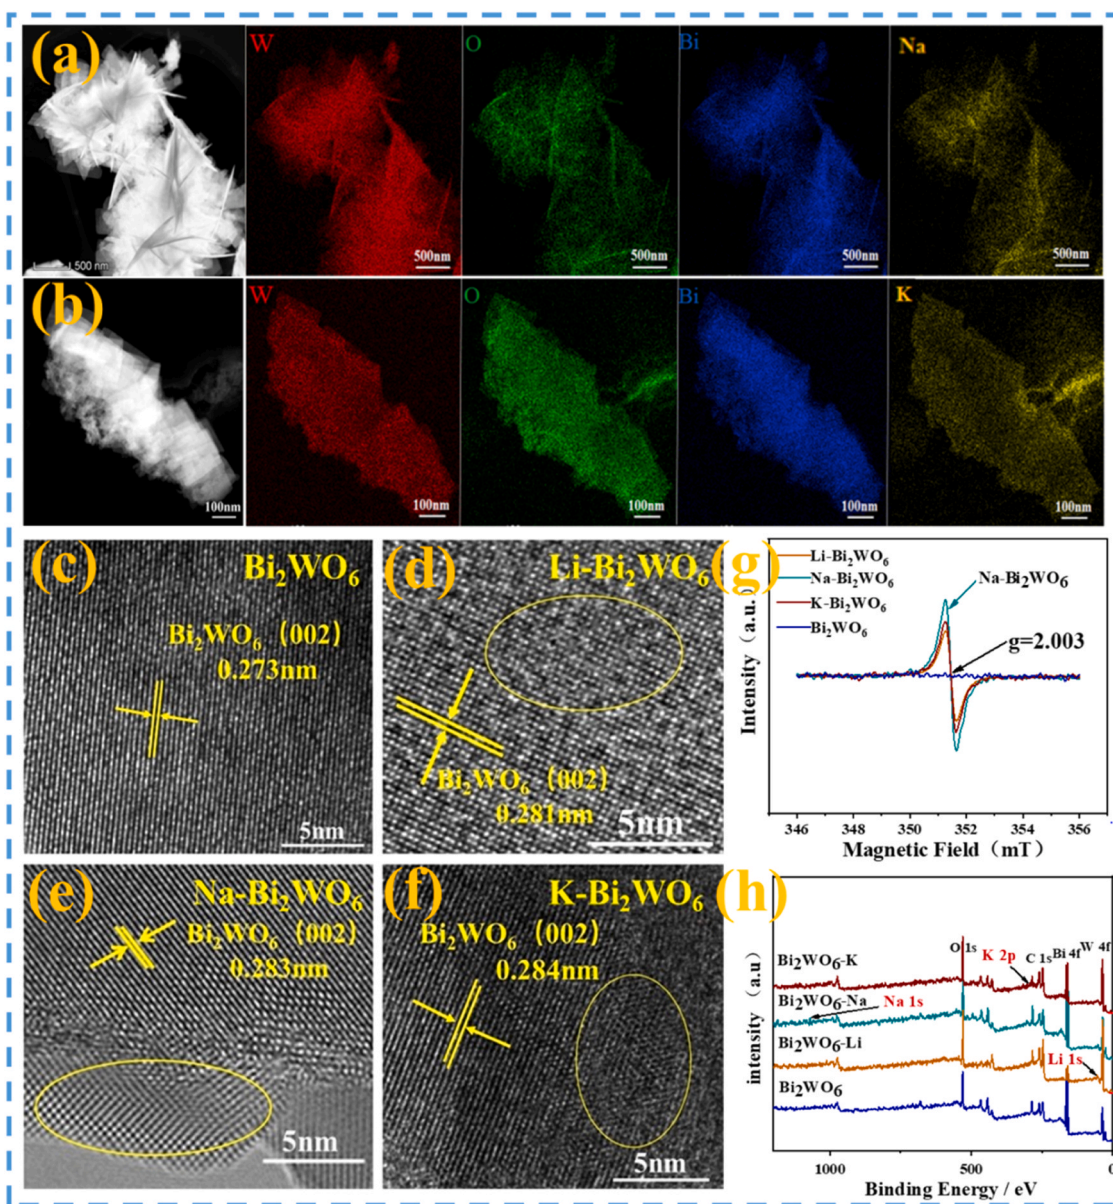 (a)
W
O
Bi
Na
500 nm
500nm
500nm
500nm
500nm
(b)
W
O
Bi
K
100nm
100nm
100nm
100nm
100nm
(c)
Bi₂WO₆
Bi₂WO₆ (002)
0.273nm
5nm
(d)
Li-Bi₂WO₆
Bi₂WO₆ (002)
0.281nm
5nm
(g)
Li-Bi₂WO₆
Na-Bi₂WO₆
K-Bi₂WO₆
Bi₂WO₆
Na-Bi₂WO₆
g=2.003
Intensity (a.u.)
346 348 350 352 354 356
Magnetic Field (mT)
(e)
Na-Bi₂WO₆
Bi₂WO₆ (002)
0.283nm
5nm
(f)
K-Bi₂WO₆
Bi₂WO₆ (002)
0.284nm
5nm
(h)
O 1s
K 2p
C 1s
Bi 4f
W 4f
Bi2WO6-K
Bi2WO6-Na
Na 1s
Bi2WO6-Li
Li 1s
Bi2WO6
intensity (a.u)
1000 500 0
Binding Energy / eV